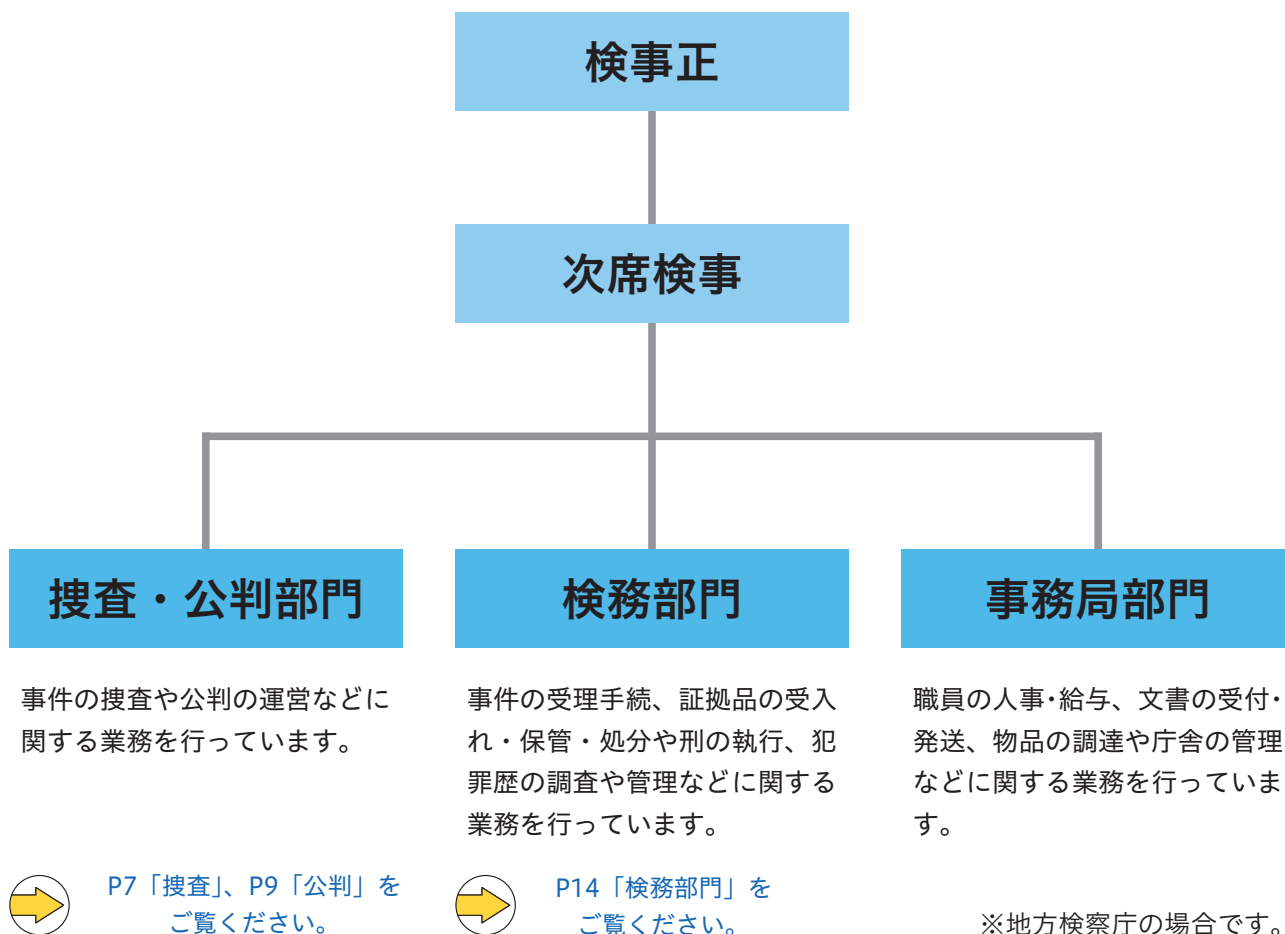 検事正
次席検事
捜査・公判部門
事件の捜査や公判の運営などに
関する業務を行っています。
P7「捜査」、P9「公判」を
ご覧ください。
検務部門
事件の受理手続、証拠品の受入
れ・保管・処分や刑の執行、犯
罪歴の調査や管理などに関する
業務を行っています。
P14「検務部門」を
ご覧ください。
事務局部門
職員の人事・給与、文書の受付・
発送、物品の調達や庁舎の管理
などに関する業務を行っていま
す。
※地方検察庁の場合です。